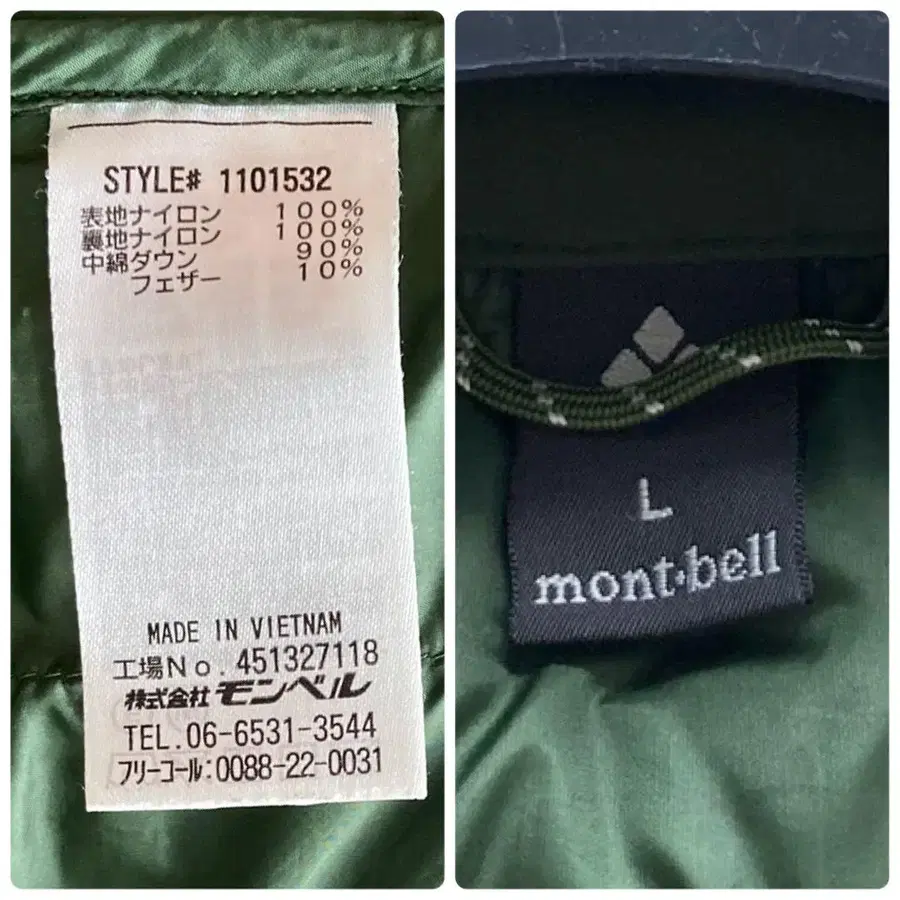 STYLE# 1101532
表地ナイロン 100%
裏地ナイロン 100%
中綿ダウン 90%
フェザー 10%
MADE IN VIETNAM
工場No. 451327118
株式会社 モンベル
TEL.06-6531-3544
フリーコール:0088-22-0031
L
mont·bell